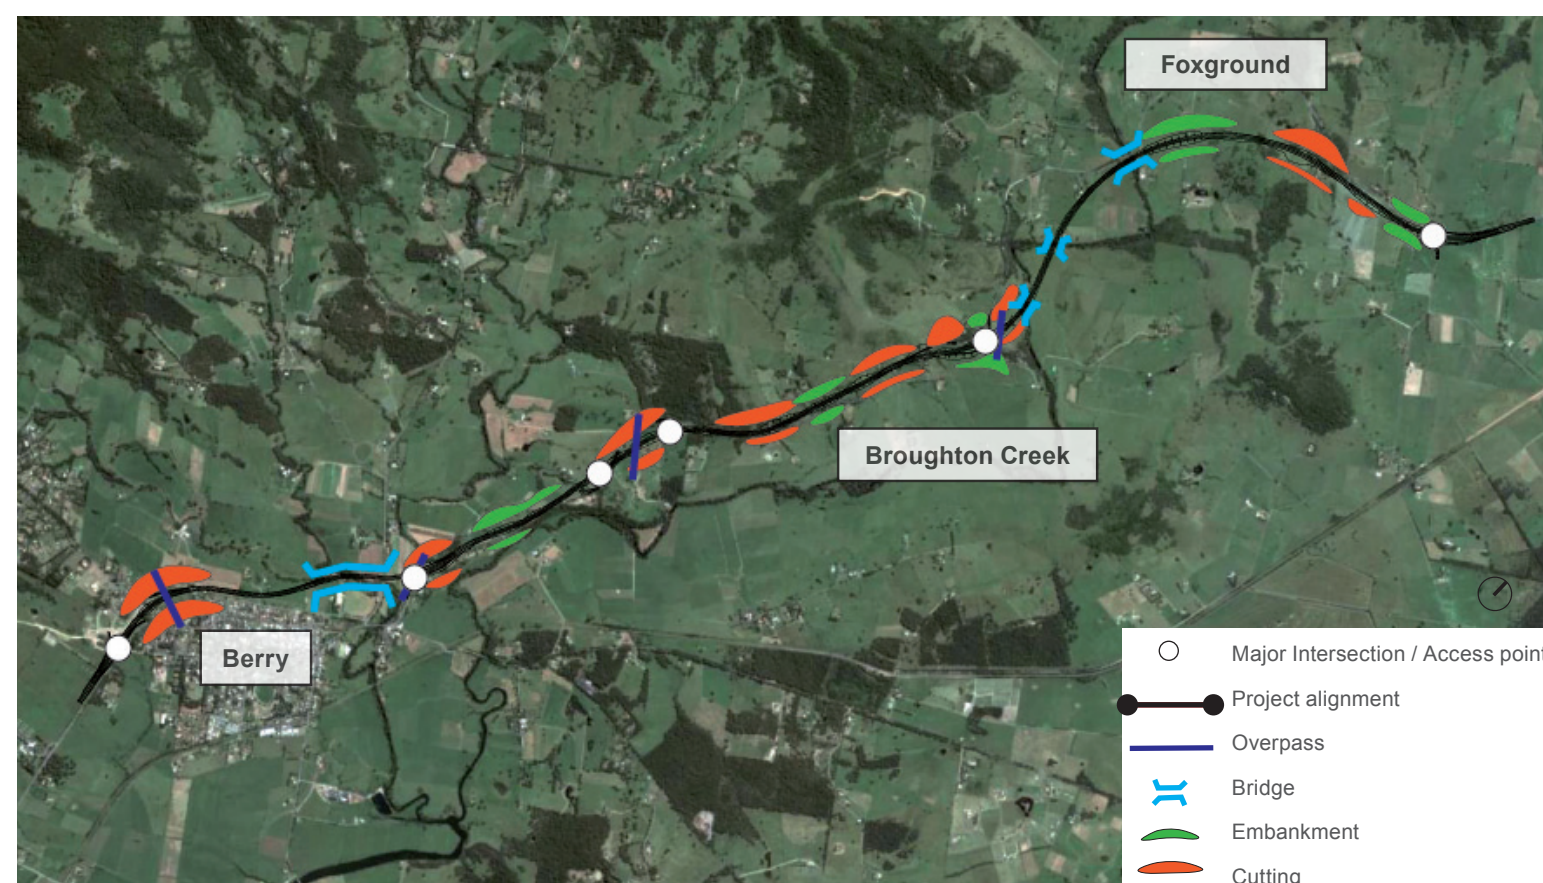 Foxground
Broughton Creek
Berry
Major Intersection / Access point
Project alignment
Overpass
Bridge
Embankment
Cutting